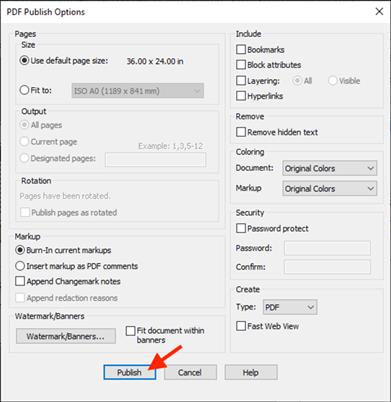 PDF Publish Options
Pages
Size
Use default page size: 36.00 x 24.00 in
Fit to: ISO A0 (1189 x 841 mm)
Output
All pages
Current page Example: 1,3,5-12
Designated pages:
Rotation
Pages have been rotated.
Publish pages as rotated
Markup
Burn-In current markups
Insert markup as PDF comments
Append Changemark notes
Append redaction reasons
Watermark/Banners
Watermark/Banners...
Fit document within
banners
Include
Bookmarks
Block attributes
Layering: All Visible
Hyperlinks
Remove
Remove hidden text
Coloring
Document: Original Colors
Markup Original Colors
Security
Password protect
Password:
Confirm:
Create
Type: PDF
Fast Web View
Publish Cancel Help